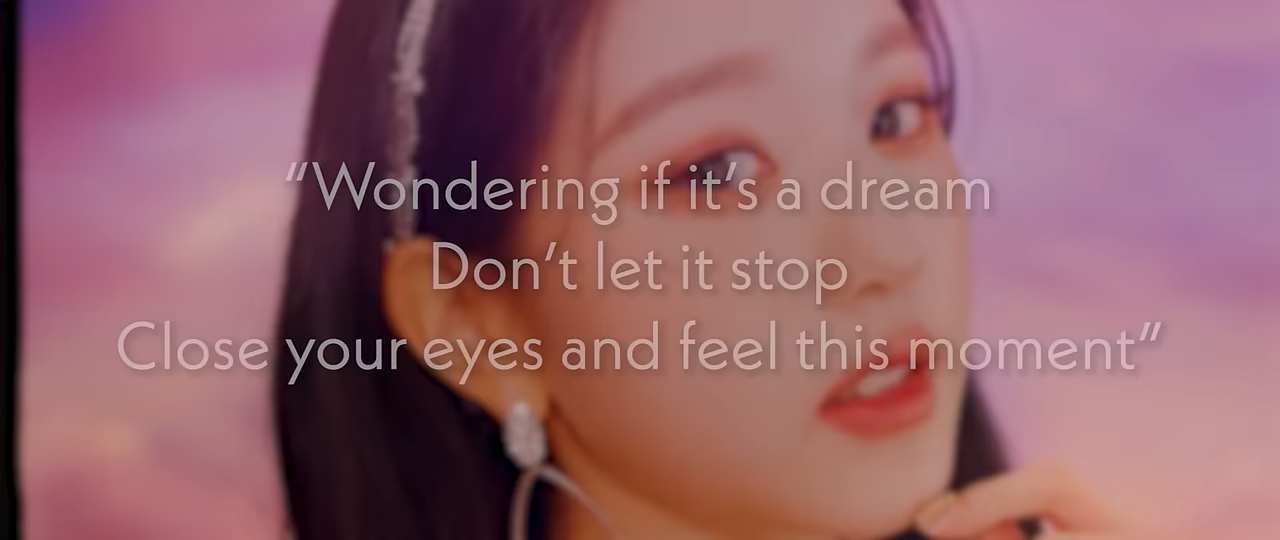 “Wondering if it’s a dream
Don’t let it stop
Close your eyes and feel this moment”